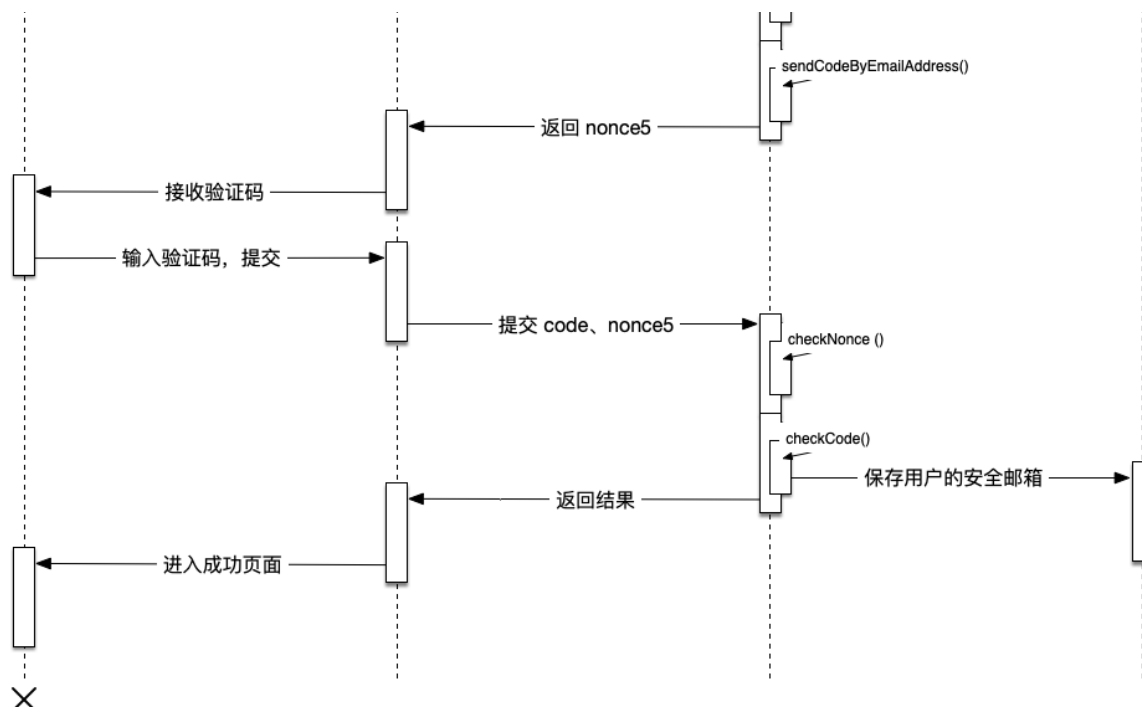 sendCodeByEmailAddress()
返回 nonce5
接收验证码
输入验证码，提交
提交 code、nonce5
checkNonce ()
checkCode()
保存用户的安全邮箱
返回结果
进入成功页面